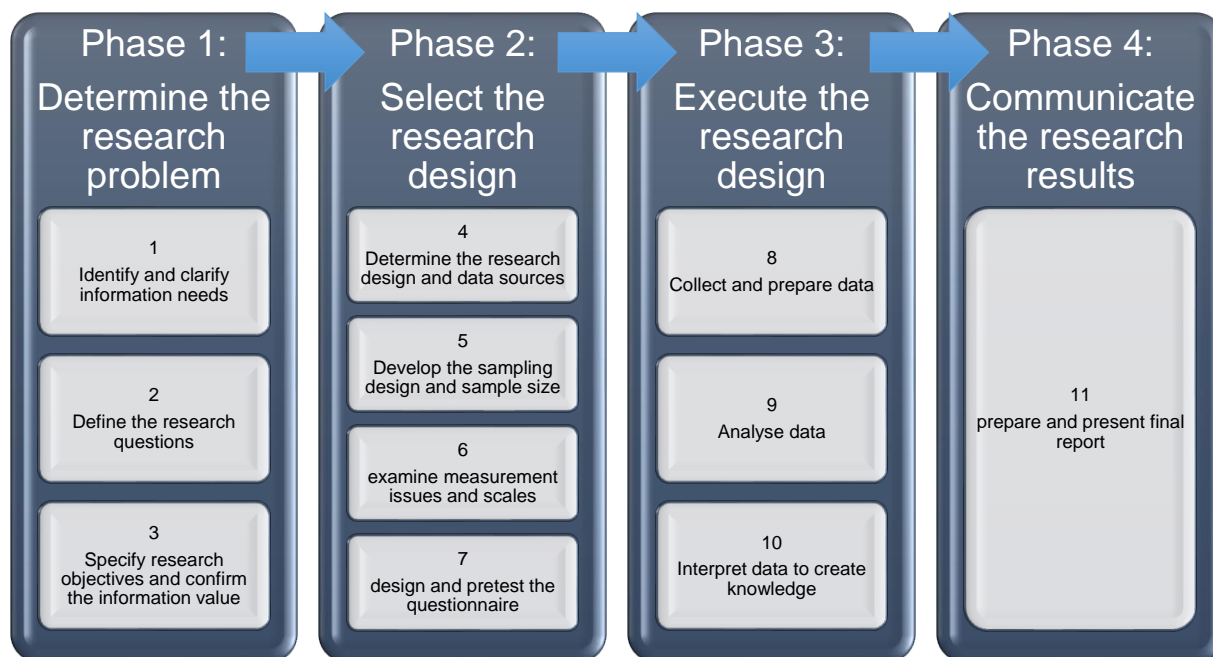 Phase 1:
Determine the
research
problem
1
Identify and clarify
information needs
2
Define the research
questions
3
Specify research
objectives and confirm
the information value
Phase 2:
Select the
research
design
4
Determine the research
design and data sources
5
Develop the sampling
design and sample size
6
examine measurement
issues and scales
7
design and pretest the
questionnaire
Phase 3:
Execute the
research
design
8
Collect and prepare data
9
Analyse data
10
Interpret data to create
knowledge
Phase 4:
Communicate
the research
results
11
prepare and present final
report